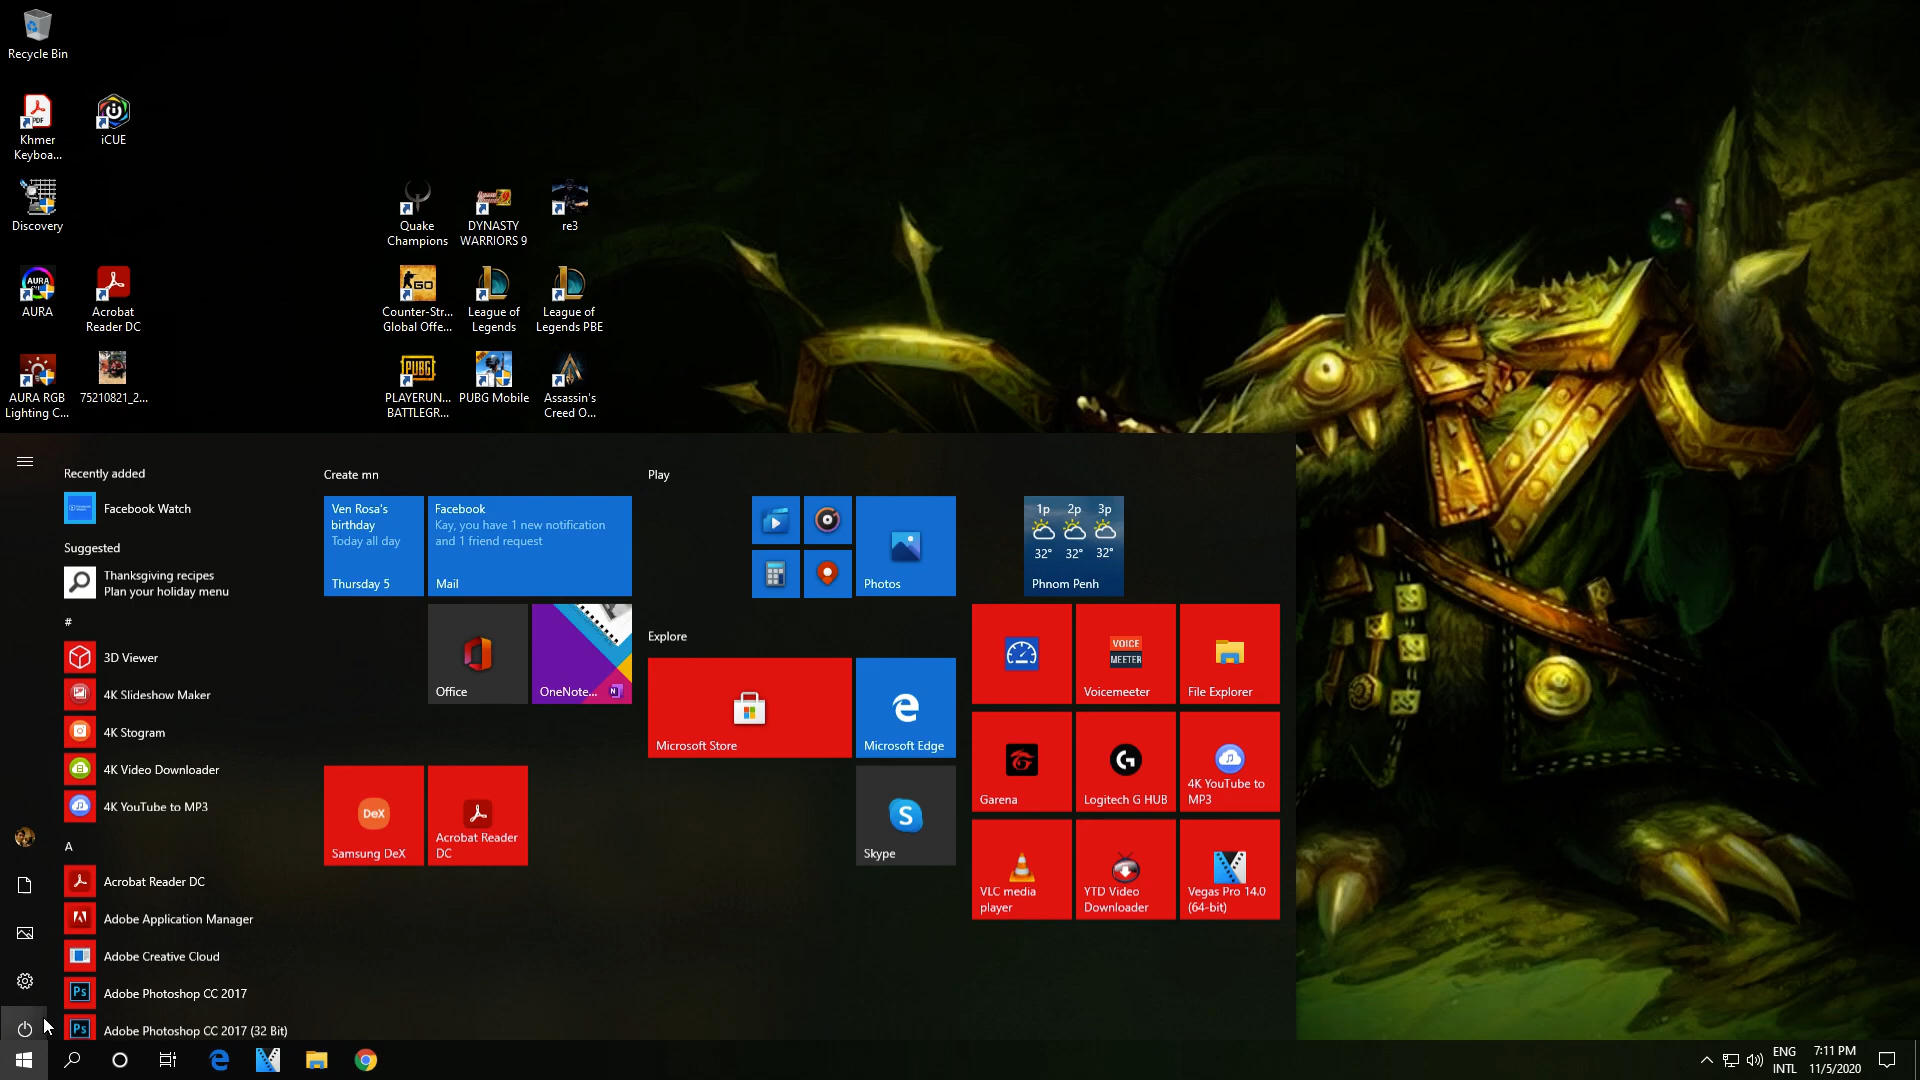 Recycle Bin
Khmer
Keyboa...
iCUE
Discovery
Quake
Champions
DYNASTY
WARRIORS 9
re3
AURA
Acrobat
Reader DC
Counter-Str...
Global Offe...
League of
Legends
League of
Legends PBE
AURA RGB
Lighting C...
75210821_2...
PLAYERUN...
BATTLEGR...
PUBG Mobile
Assassin's
Creed O...
Recently added
Facebook Watch
Suggested
Thanksgiving recipes
Plan your holiday menu
#
3D Viewer
4K Slideshow Maker
4K Stogram
4K Video Downloader
4K YouTube to MP3
A
Acrobat Reader DC
Adobe Application Manager
Adobe Creative Cloud
Adobe Photoshop CC 2017
Adobe Photoshop CC 2017 (32 Bit)
Create mn
Ven Rosa's
birthday
Today all day
Thursday 5
Facebook
Kay, you have 1 new notification
and 1 friend request
Mail
Office
OneNote...
DeX
Samsung DeX
Acrobat Reader
DC
Play
Photos
Explore
Microsoft Store
Microsoft Edge
Skype
1p 2p 3p
32° 32° 32°
Phnom Penh
VOICE
MEETER
Voicemeeter
File Explorer
Garena
Logitech G HUB
4K YouTube to
MP3
VLC media
player
YTD Video
Downloader
Vegas Pro 14.0
(64-bit)
ENG
INTL
7:11 PM
11/5/2020